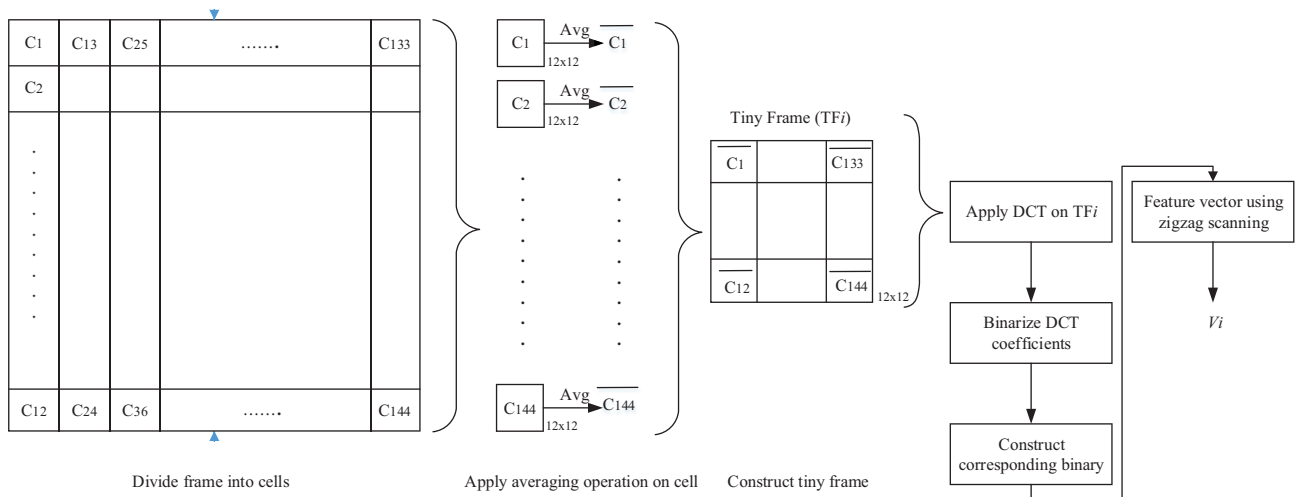 C1 C13 C25 ....... C133
C2
C12 C24 C36 ....... C144
Divide frame into cells
C1 Avg C1
12x12
C2 Avg C2
12x12
C144 Avg C144
12x12
Apply averaging operation on cell
Tiny Frame (TFi)
C1 C133
C12 C144
12x12
Construct tiny frame
Apply DCT on TFi
Binarize DCT
coefficients
Construct
corresponding binary
Feature vector using
zigzag scanning
Vi